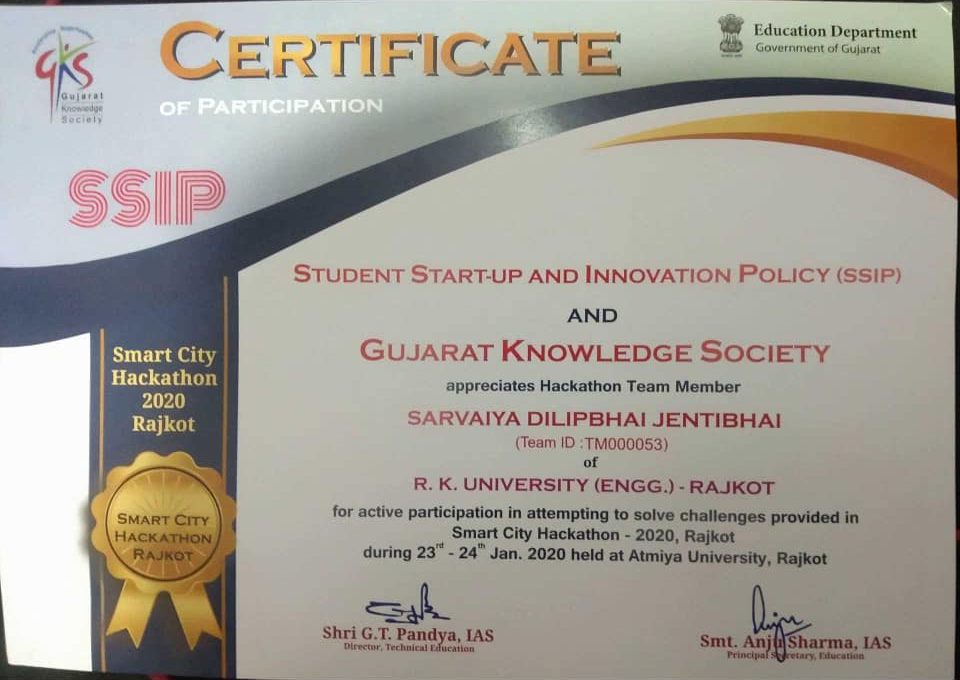 CERTIFICATE
OF PARTICIPATION
GKS
Gujarat
Knowledge
Society
Education Department
Government of Gujarat
SSIP
STUDENT START-UP AND INNOVATION POLICY (SSIP)
AND
GUJARAT KNOWLEDGE SOCIETY
appreciates Hackathon Team Member
SARVAIYA DILIPBHAI JENTIBHAI
(Team ID :TM000053)
of
R. K. UNIVERSITY (ENGG.) - RAJKOT
for active participation in attempting to solve challenges provided in
Smart City Hackathon - 2020, Rajkot
during 23rd - 24th Jan. 2020 held at Atmiya University, Rajkot
Smart City
Hackathon
2020
Rajkot
SMART CITY
HACKATHON
RAJKOT
Shri G.T. Pandya, IAS
Director, Technical Education
Smt. Anju Sharma, IAS
Principal Secretary, Education